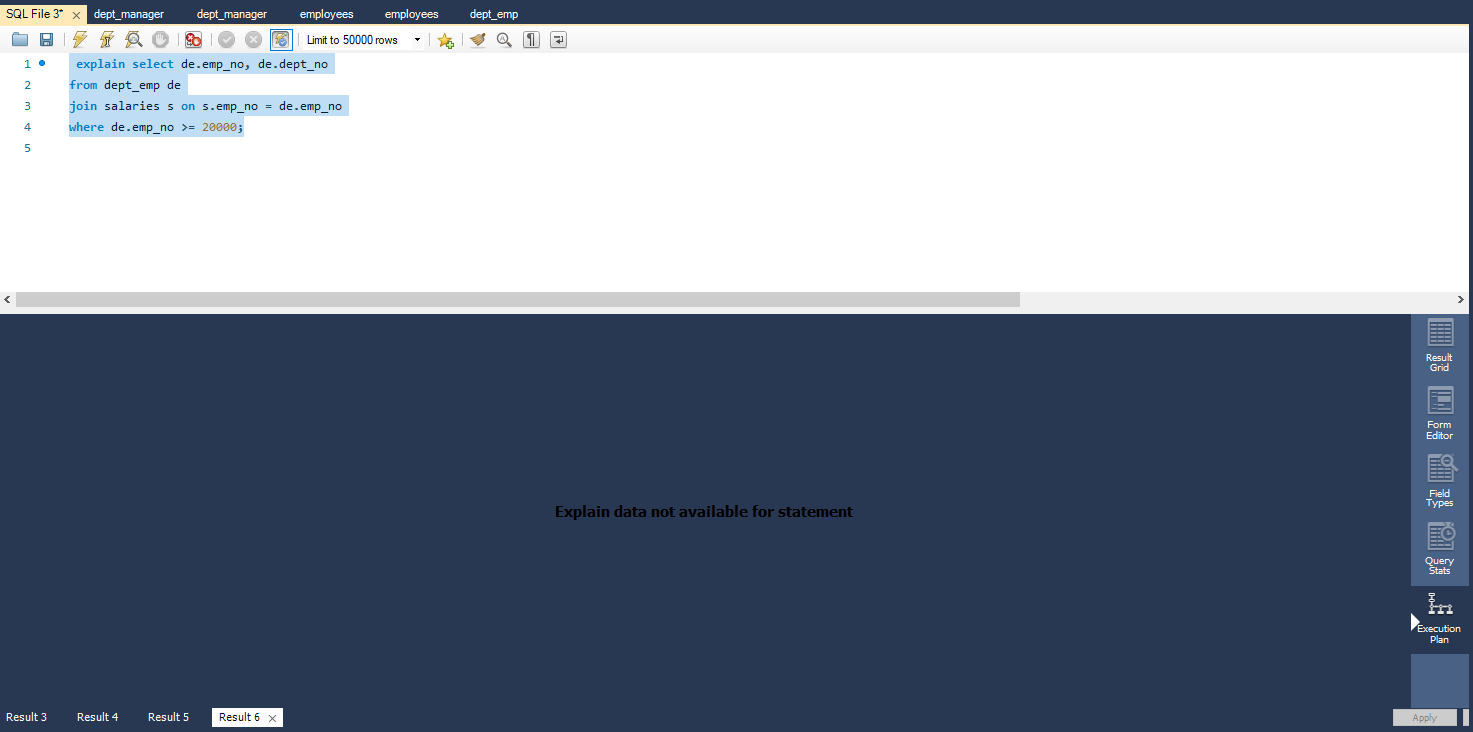 SQL File 3* dept_manager dept_manager employees employees dept_emp
Limit to 50000 rows
1 explain select de.emp_no, de.dept_no
2 from dept_emp de
3 join salaries s on s.emp_no = de.emp_no
4 where de.emp_no >= 20000;
5
Result
Grid
Form
Editor
Field
Types
Query
Stats
Execution
Plan
Explain data not available for statement
Result 3 Result 4 Result 5 Result 6
Apply